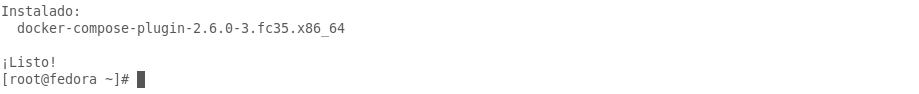 Instalado:
  docker-compose-plugin-2.6.0-3.fc35.x86_64

¡Listo!
[root@fedora ~]#